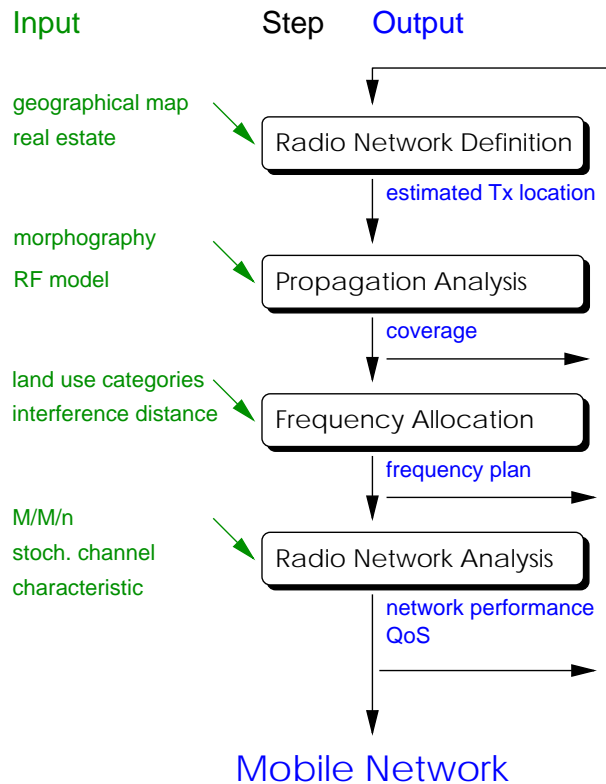 Input Step Output
geographical map
real estate
Radio Network Definition
estimated Tx location
morphography
RF model
Propagation Analysis
coverage
land use categories
interference distance
Frequency Allocation
frequency plan
M/M/n
stoch. channel
characteristic
Radio Network Analysis
network performance
QoS
Mobile Network